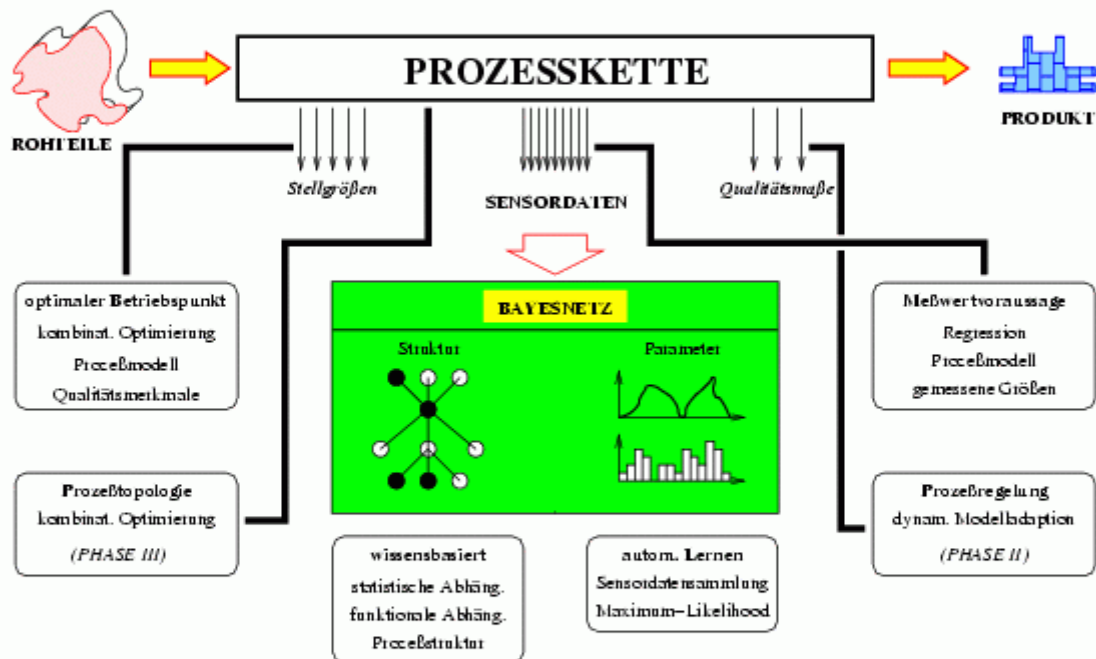 PROZESSKETTE
ROHTEILE
PRODUKT
Stellgrößen
SENSORDATEN
Qualitätsmaße
optimaler Betriebspunkt
kombinat. Optimierung
Proceßmodell
Qualitätsmerkmale
BAYESNETZ
Struktur
Parameter
Meßwertvoraussage
Regression
Proceßmodell
gemessene Größen
Prozeßtopologie
kombinat. Optimierung
(PHASE III)
Prozeßregelung
dynam. Modelladaption
(PHASE II)
wissensbasiert
statistische Abhäng.
funktionale Abhäng.
Proceßstruktur
autom. Lernen
Sensordatensammlung
Maximum-Likelihood